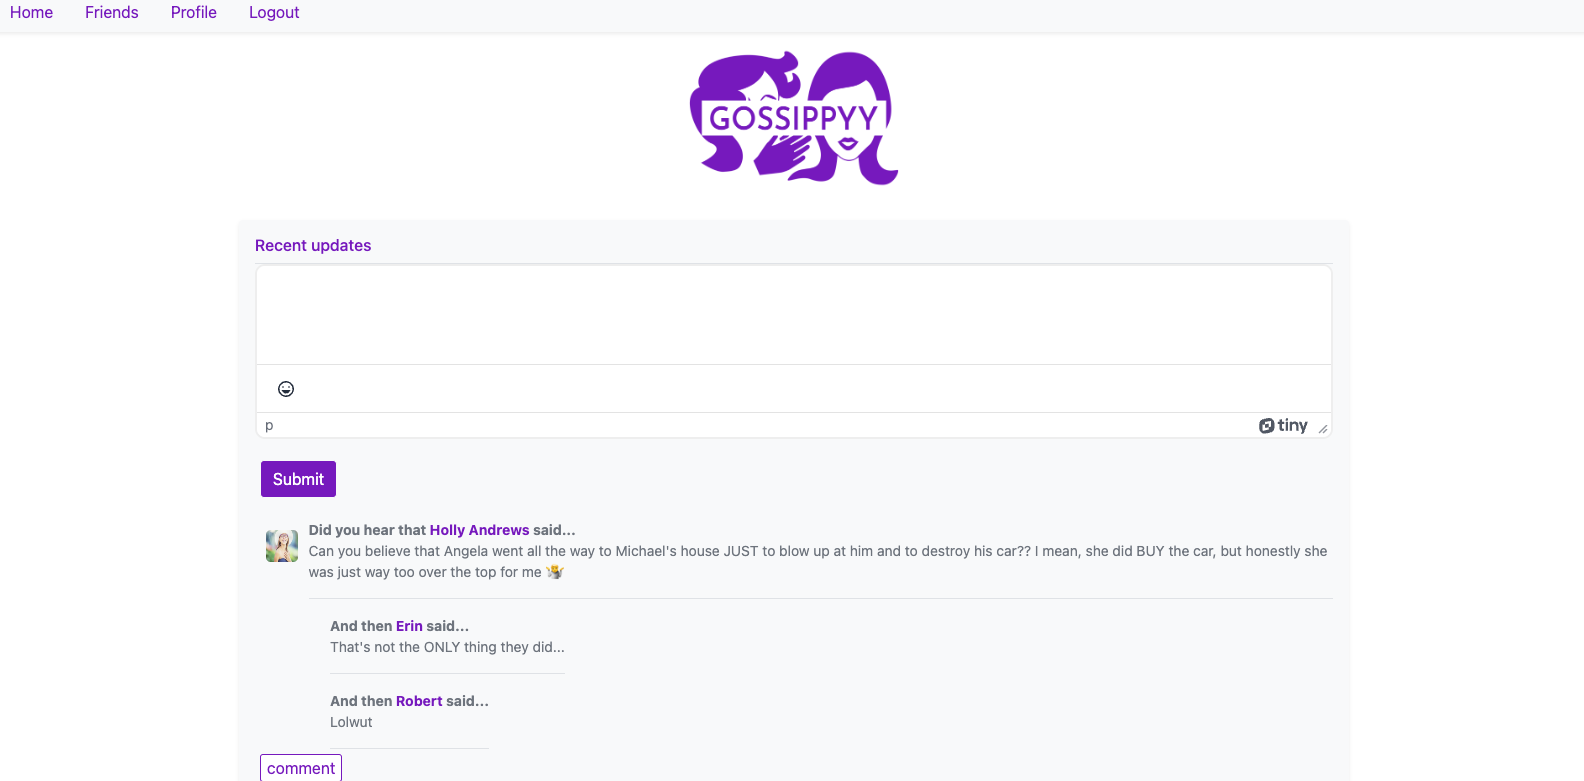 Home Friends Profile Logout
GOSSIPPYY
Recent updates
p tiny
Submit
Did you hear that Holly Andrews said...
Can you believe that Angela went all the way to Michael's house JUST to blow up at him and to destroy his car?? I mean, she did BUY the car, but honestly she
was just way too over the top for me 🤷‍♀️
And then Erin said...
That's not the ONLY thing they did...
And then Robert said...
Lolwut
comment